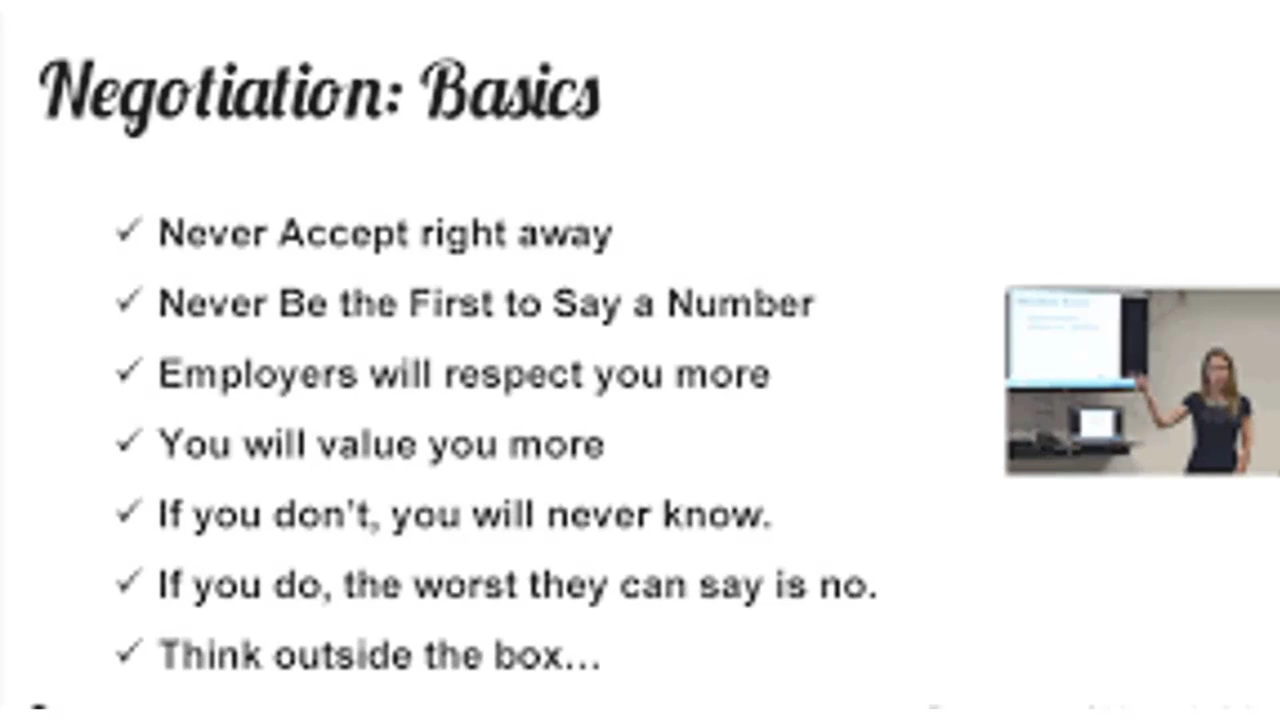 Negotiation: Basics
✓ Never Accept right away
✓ Never Be the First to Say a Number
✓ Employers will respect you more
✓ You will value you more
✓ If you don't, you will never know.
✓ If you do, the worst they can say is no.
✓ Think outside the box...